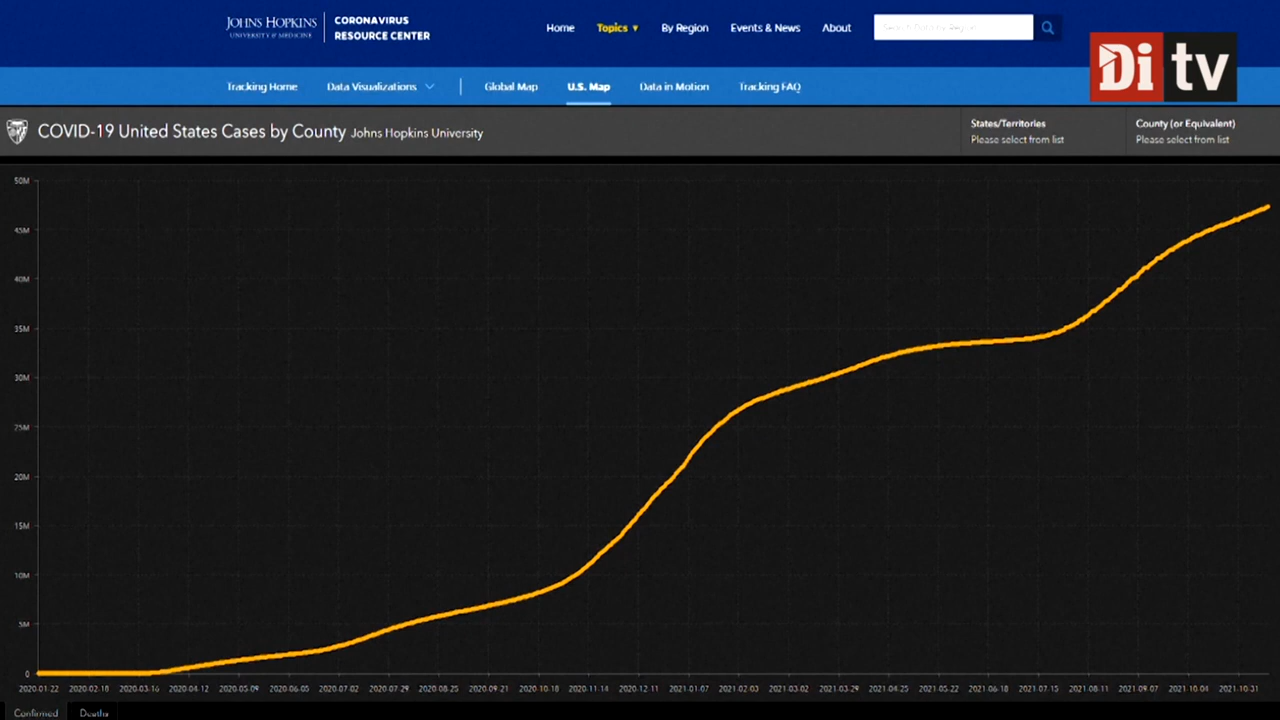 JOHNS HOPKINS
UNIVERSITY & MEDICINE
CORONAVIRUS
RESOURCE CENTER
Home
Topics ▼
By Region
Events & News
About
Di tv
Tracking Home
Data Visualizations
Global Map
U.S. Map
Data in Motion
Tracking FAQ
COVID-19 United States Cases by County Johns Hopkins University
States/Territories
Please select from list
County (or Equivalent)
Please select from list
50M
45M
40M
35M
30M
25M
20M
15M
10M
5M
0
2020.01.22 2020.02.18 2020.03.16 2020.04.12 2020.05.09 2020.06.05 2020.07.02 2020.07.29 2020.08.25 2020.09.21 2020.10.18 2020.11.14 2020.12.11 2021.01.07 2021.02.03 2021.03.02 2021.03.29 2021.04.25 2021.05.22 2021.06.18 2021.07.15 2021.08.11 2021.09.07 2021.10.04 2021.10.31
Confirmed
Deaths